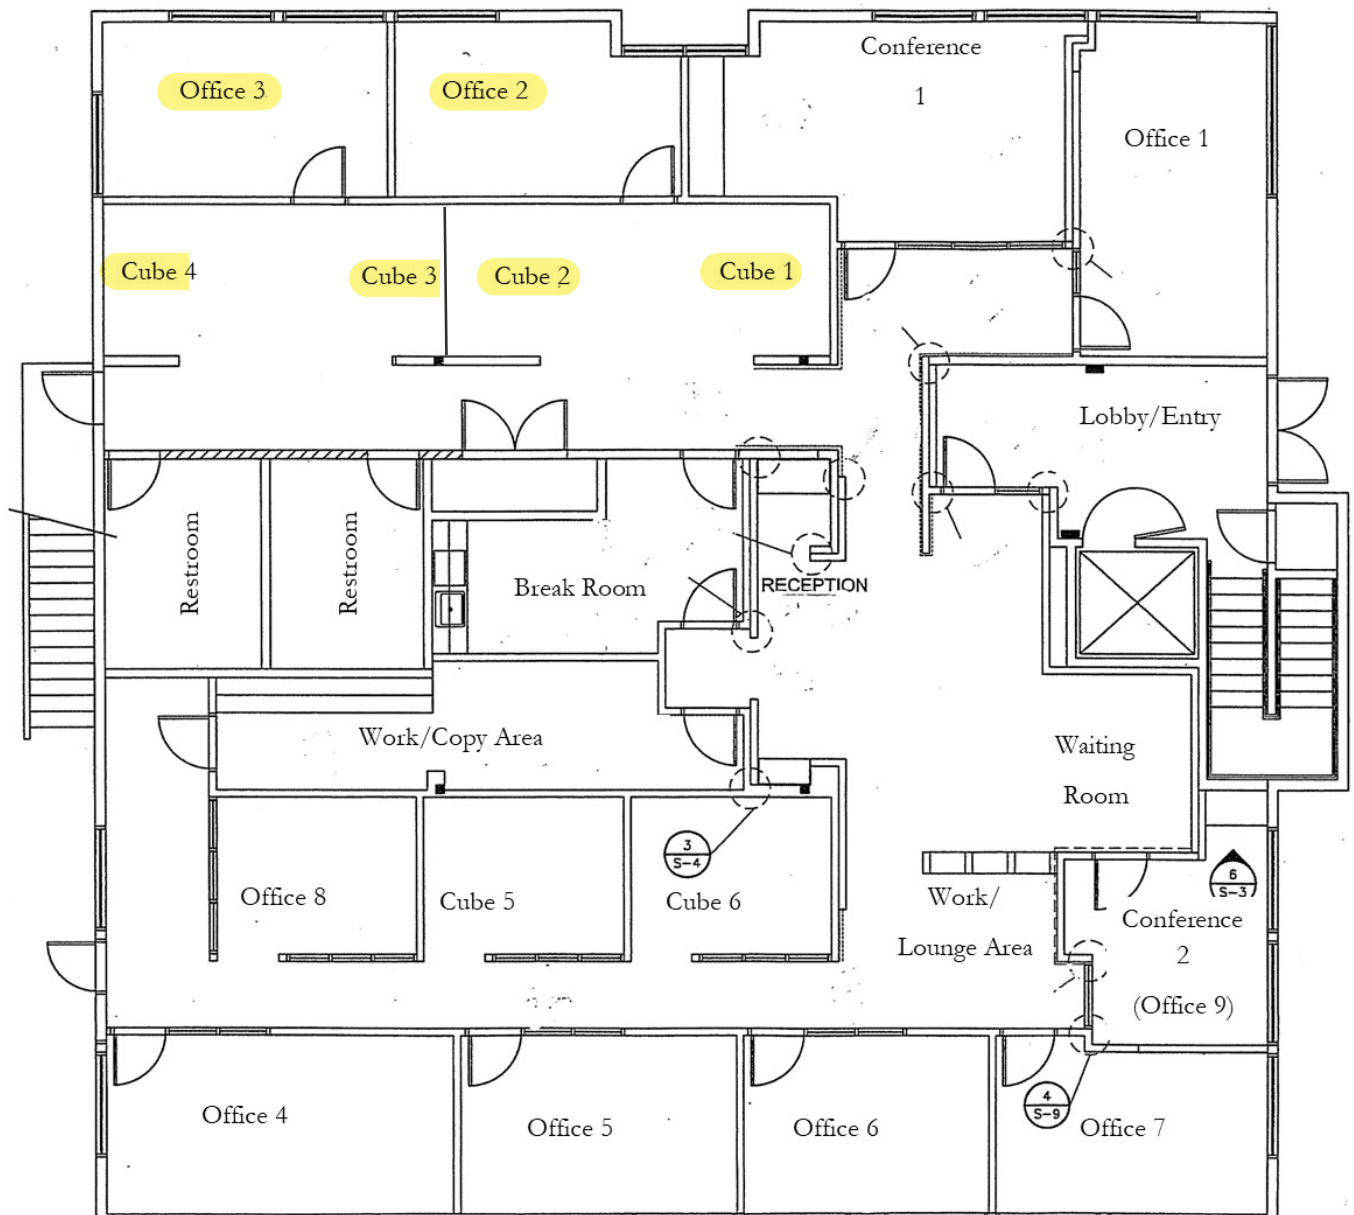 Office 3
Office 2
Conference
1
Office 1
Cube 4
Cube 3
Cube 2
Cube 1
Lobby/Entry
Restroom
Restroom
Break Room
RECEPTION
Work/Copy Area
Waiting
Room
3
S-4
6
S-3
Office 8
Cube 5
Cube 6
Work/
Lounge Area
Conference
2
(Office 9)
4
S-9
Office 4
Office 5
Office 6
Office 7